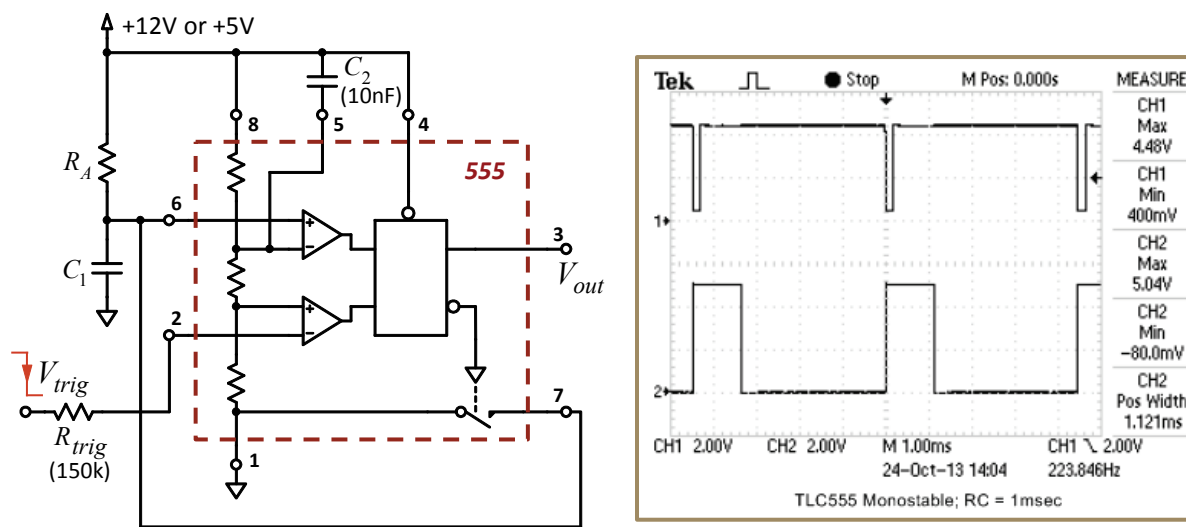 +12V or +5V
C2
(10nF)
8
5
4
555
RA
6
3
Vout
C1
2
Vtrig
Rtrig
(150k)
7
1
+
−
+
−
Tek
Stop
M Pos: 0.000s
MEASURE
CH1
Max
4.48V
CH1
Min
400mV
CH2
Max
5.04V
CH2
Min
−80.0mV
CH2
Pos Width
1.121ms
1
2
CH1 2.00V
CH2 2.00V
M 1.00ms
CH1 2.00V
24-Oct-13 14:04
223.846Hz
TLC555 Monostable; RC = 1msec